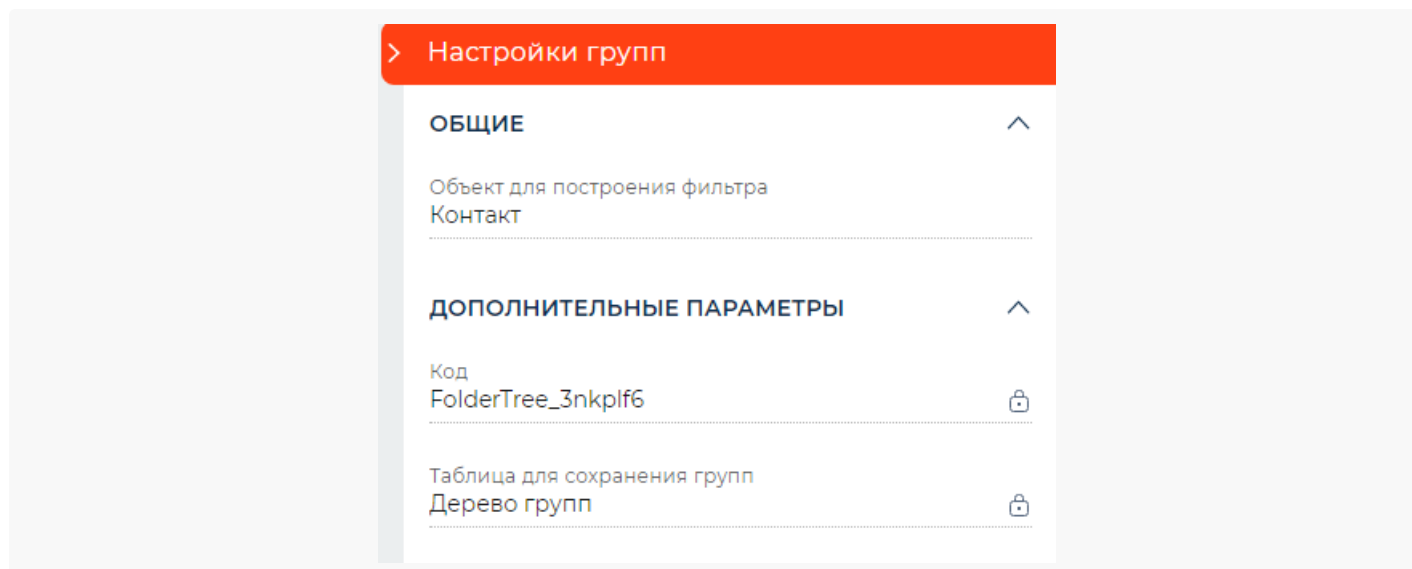 Настройки групп
ОБЩИЕ
Объект для построения фильтра
Контакт
ДОПОЛНИТЕЛЬНЫЕ ПАРАМЕТРЫ
Код
FolderTree_3nkplf6
Таблица для сохранения групп
Дерево групп